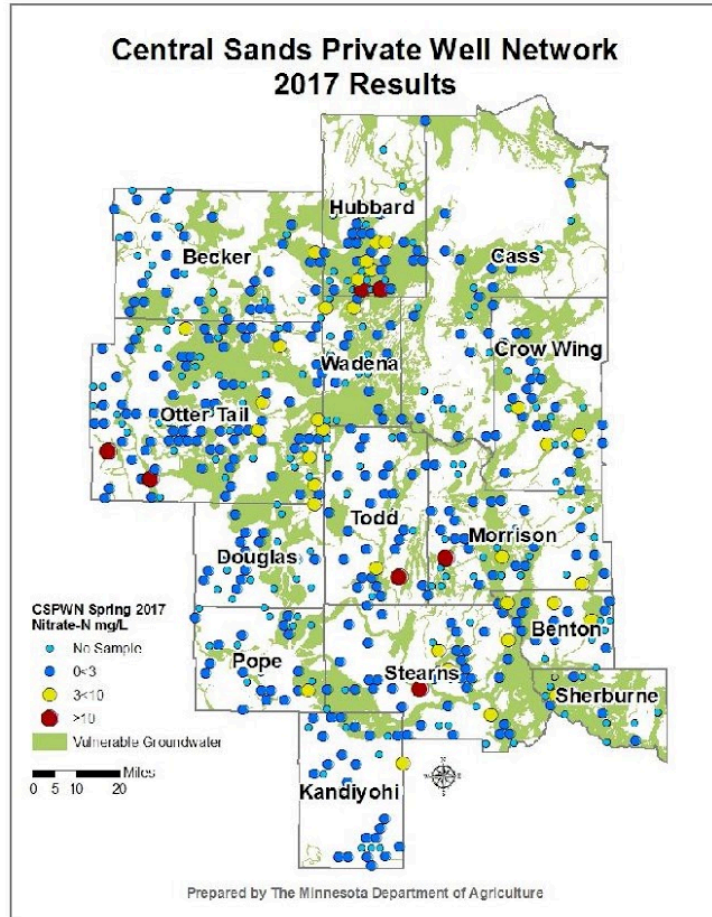 Central Sands Private Well Network
2017 Results
Hubbard
Becker
Cass
Crow Wing
Wadena
Otter Tail
Todd
Morrison
Douglas
CSPWN Spring 2017
Nitrate-N mg/L
No Sample
0<3
3<10
>10
Vulnerable Groundwater
Miles
0 5 10 20
Benton
Pope
Stearns
Sherburne
Kandiyohi
Prepared by The Minnesota Department of Agriculture